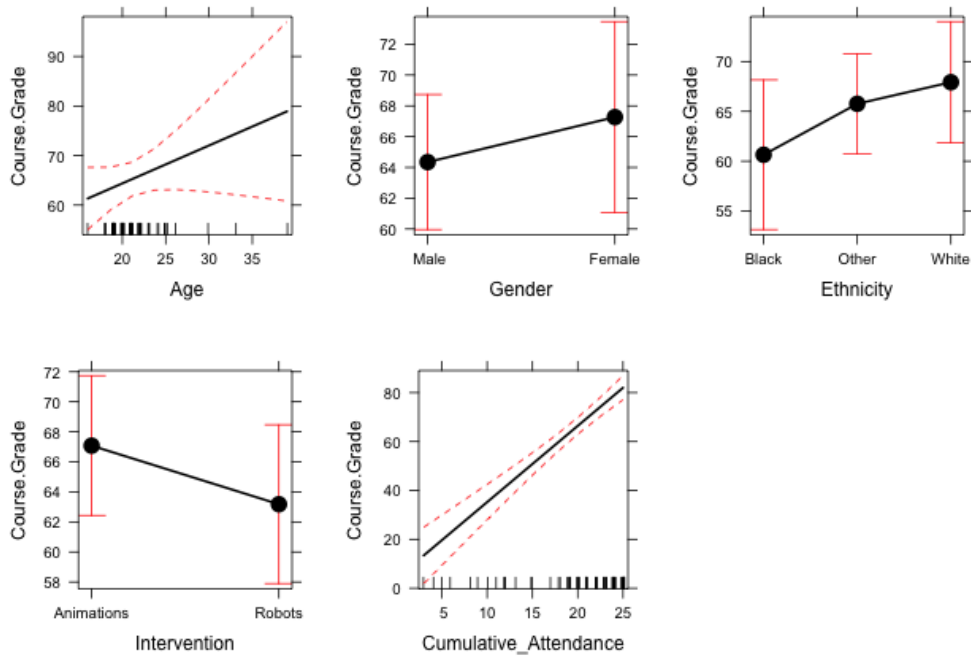 Course.Grade
90
80
70
60
20 25 30 35
Age
Course.Grade
72
70
68
66
64
62
60
Male Female
Gender
Course.Grade
70
65
60
55
Black Other White
Ethnicity
Course.Grade
72
70
68
66
64
62
60
58
Animations Robots
Intervention
Course.Grade
80
60
40
20
0
5 10 15 20 25
Cumulative_Attendance